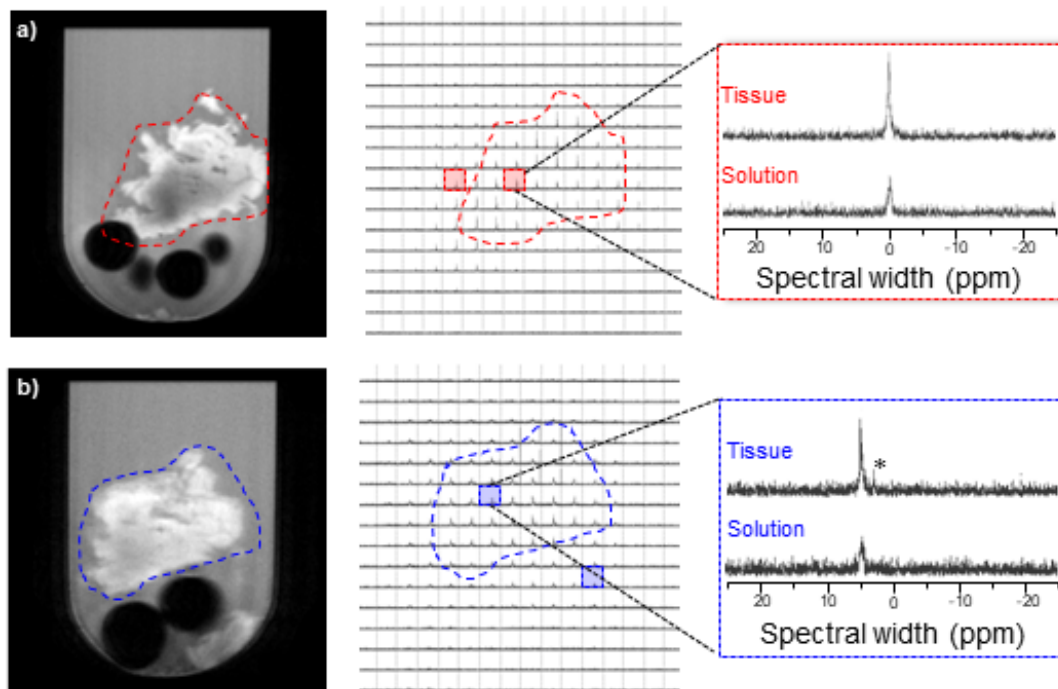 a)
Tissue
Solution
20 10 0 -10 -20
Spectral width (ppm)
b)
Tissue
*
Solution
20 10 0 -10 -20
Spectral width (ppm)